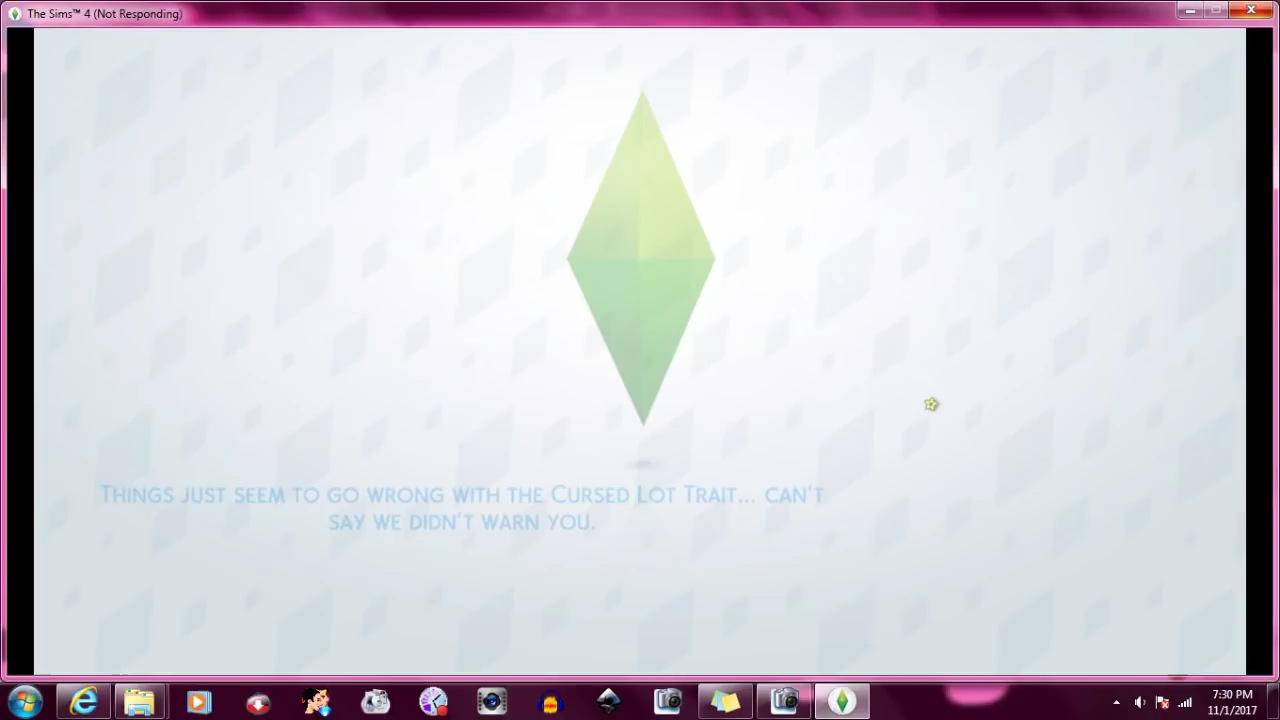 The Sims™ 4 (Not Responding)
Things just seem to go wrong with the Cursed Lot Trait... can't
say we didn't warn you.
7:30 PM
11/1/2017